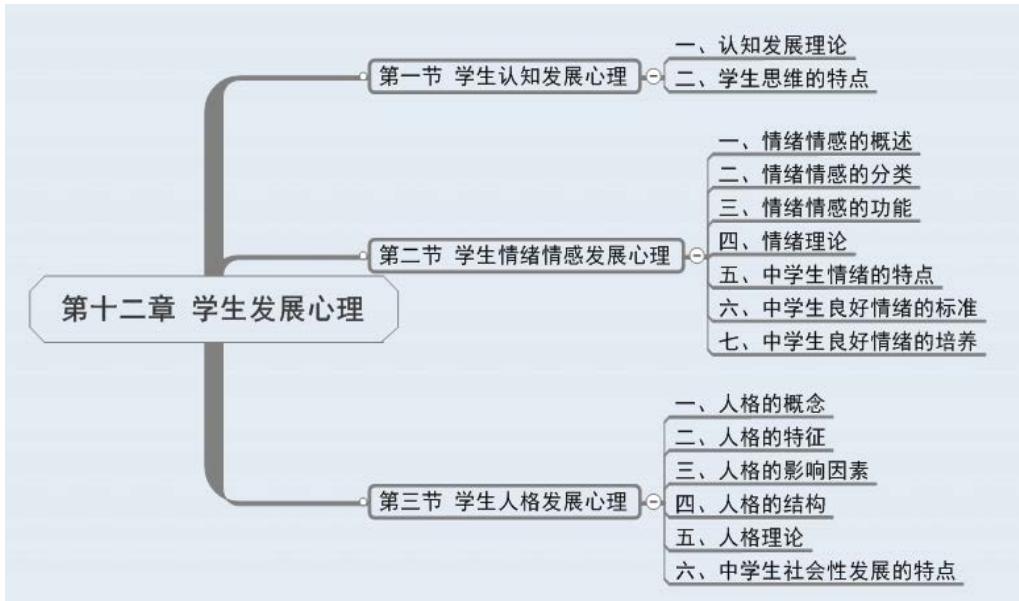 第十二章 学生发展心理
第一节 学生认知发展心理
一、认知发展理论
二、学生思维的特点
第二节 学生情绪情感发展心理
一、情绪情感的概述
二、情绪情感的分类
三、情绪情感的功能
四、情绪理论
五、中学生情绪的特点
六、中学生良好情绪的标准
七、中学生良好情绪的培养
第三节 学生人格发展心理
一、人格的概念
二、人格的特征
三、人格的影响因素
四、人格的结构
五、人格理论
六、中学生社会性发展的特点